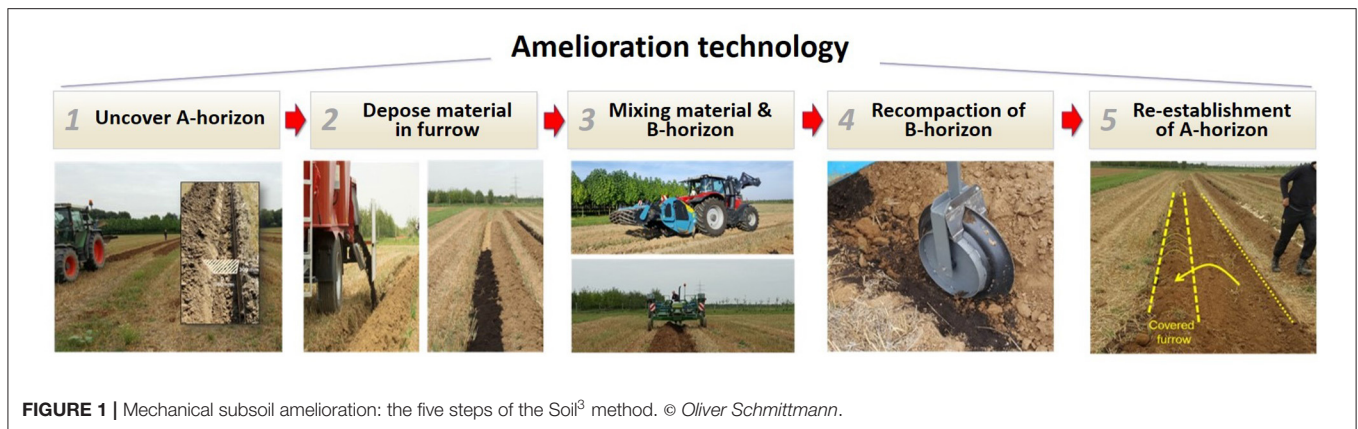 Amelioration technology
1 Uncover A-horizon
2 Depose material
in furrow
3 Mixing material &
B-horizon
4 Recompaction of
B-horizon
5 Re-establishment
of A-horizon
Covered
furrow
FIGURE 1 | Mechanical subsoil amelioration: the five steps of the Soil³ method. © Oliver Schmittmann.